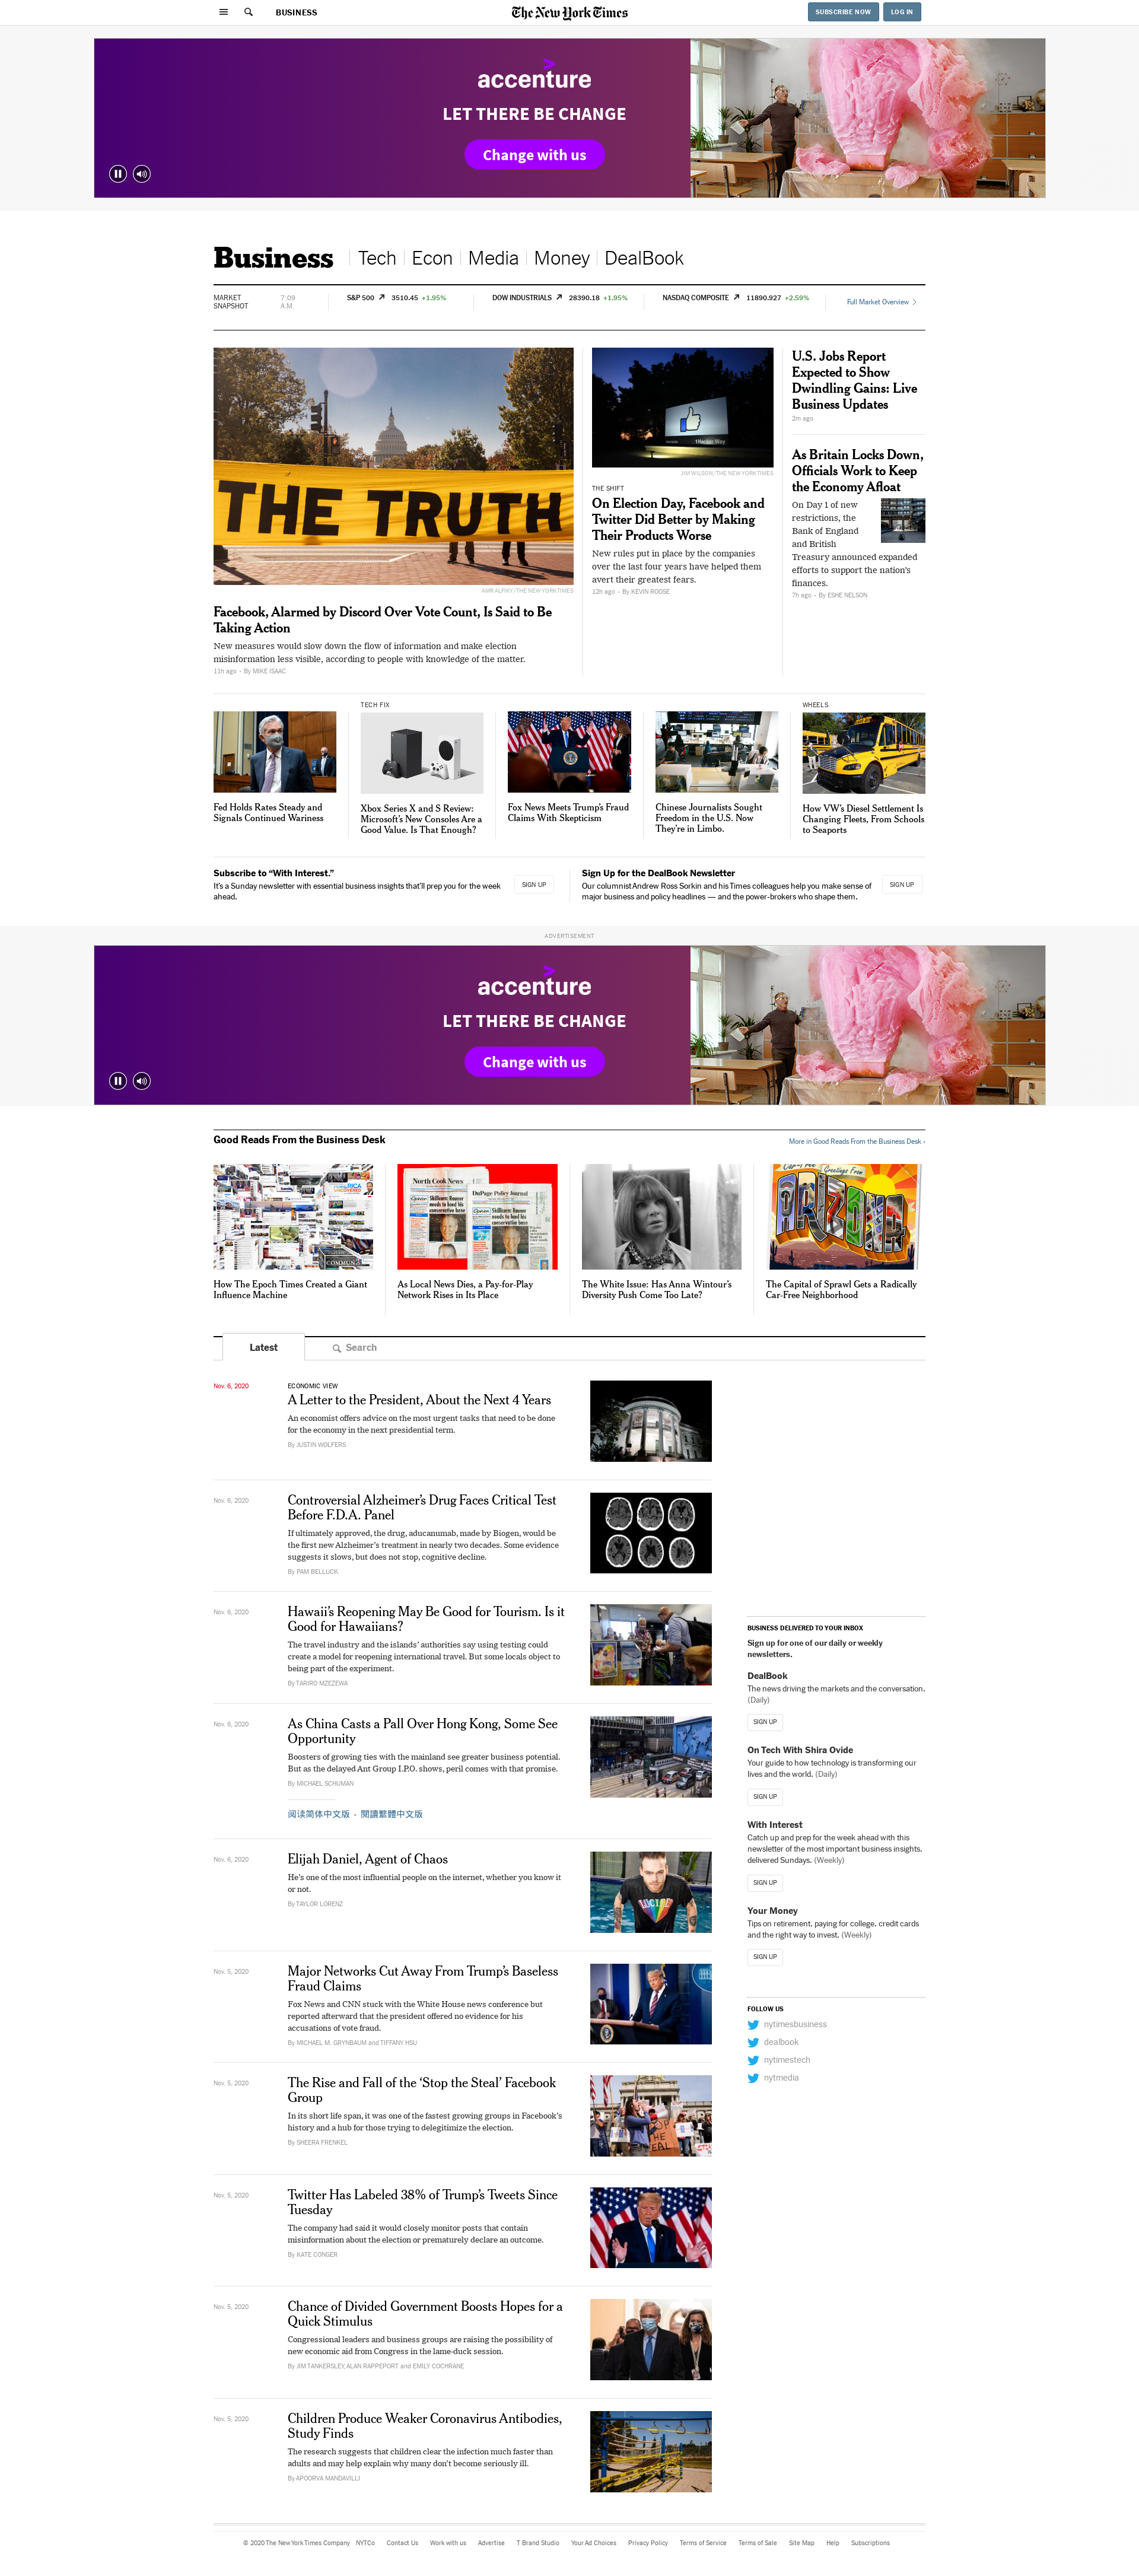 BUSINESS
The New York Times
SUBSCRIBE NOW
LOG IN
accenture
LET THERE BE CHANGE
Change with us
Business
Tech
Econ
Media
Money
DealBook
MARKET SNAPSHOT
7:09 A.M.
S&P 500 3510.45 +1.95%
DOW INDUSTRIALS 28390.18 +1.95%
NASDAQ COMPOSITE 11890.927 +2.59%
Full Market Overview
THE TRUTH
AMR ALFIKY/THE NEW YORK TIMES
Facebook, Alarmed by Discord Over Vote Count, Is Said to Be
Taking Action
New measures would slow down the flow of information and make election
misinformation less visible, according to people with knowledge of the matter.
11h ago - By MIKE ISAAC
JIM WILSON/THE NEW YORK TIMES
THE SHIFT
On Election Day, Facebook and
Twitter Did Better by Making
Their Products Worse
New rules put in place by the companies
over the last four years have helped them
avert their greatest fears.
12h ago - By KEVIN ROOSE
U.S. Jobs Report
Expected to Show
Dwindling Gains: Live
Business Updates
2m ago
As Britain Locks Down,
Officials Work to Keep
the Economy Afloat
On Day 1 of new
restrictions, the
Bank of England
and British
Treasury announced expanded
efforts to support the nation's
finances.
7h ago - By ESHE NELSON
Fed Holds Rates Steady and
Signals Continued Wariness
TECH FIX
Xbox Series X and S Review:
Microsoft's New Consoles Are a
Good Value. Is That Enough?
Fox News Meets Trump's Fraud
Claims With Skepticism
Chinese Journalists Sought
Freedom in the U.S. Now
They're in Limbo.
WHEELS
How VW's Diesel Settlement Is
Changing Fleets, From Schools
to Seaports
Subscribe to "With Interest."
It's a Sunday newsletter with essential business insights that'll prep you for the week
ahead.
SIGN UP
Sign Up for the DealBook Newsletter
Our columnist Andrew Ross Sorkin and his Times colleagues help you make sense of
major business and policy headlines — and the power-brokers who shape them.
SIGN UP
ADVERTISEMENT
accenture
LET THERE BE CHANGE
Change with us
Good Reads From the Business Desk
More in Good Reads From the Business Desk ›
North Cook News
DuPage Policy Journal
Greetings From
ARIZONA
How The Epoch Times Created a Giant
Influence Machine
As Local News Dies, a Pay-for-Play
Network Rises in Its Place
The White Issue: Has Anna Wintour's
Diversity Push Come Too Late?
The Capital of Sprawl Gets a Radically
Car-Free Neighborhood
Latest
Search
Nov. 6, 2020
ECONOMIC VIEW
A Letter to the President, About the Next 4 Years
An economist offers advice on the most urgent tasks that need to be done
for the economy in the next presidential term.
By JUSTIN WOLFERS
Nov. 6, 2020
Controversial Alzheimer's Drug Faces Critical Test
Before F.D.A. Panel
If ultimately approved, the drug, aducanumab, made by Biogen, would be
the first new Alzheimer's treatment in nearly two decades. Some evidence
suggests it slows, but does not stop, cognitive decline.
By PAM BELLUCK
Nov. 6, 2020
Hawaii's Reopening May Be Good for Tourism. Is it
Good for Hawaiians?
The travel industry and the islands' authorities say using testing could
create a model for reopening international travel. But some locals object to
being part of the experiment.
By TARIRO MZEZEWA
Nov. 6, 2020
As China Casts a Pall Over Hong Kong, Some See
Opportunity
Boosters of growing ties with the mainland see greater business potential.
But as the delayed Ant Group I.P.O. shows, peril comes with that promise.
By MICHAEL SCHUMAN
阅读简体中文版 · 閱讀繁體中文版
Nov. 6, 2020
Elijah Daniel, Agent of Chaos
He's one of the most influential people on the internet, whether you know it
or not.
By TAYLOR LORENZ
Nov. 5, 2020
Major Networks Cut Away From Trump's Baseless
Fraud Claims
Fox News and CNN stuck with the White House news conference but
reported afterward that the president offered no evidence for his
accusations of vote fraud.
By MICHAEL M. GRYNBAUM and TIFFANY HSU
Nov. 5, 2020
The Rise and Fall of the 'Stop the Steal' Facebook
Group
In its short life span, it was one of the fastest growing groups in Facebook's
history and a hub for those trying to delegitimize the election.
By SHEERA FRENKEL
Nov. 5, 2020
Twitter Has Labeled 38% of Trump's Tweets Since
Tuesday
The company had said it would closely monitor posts that contain
misinformation about the election or prematurely declare an outcome.
By KATE CONGER
Nov. 5, 2020
Chance of Divided Government Boosts Hopes for a
Quick Stimulus
Congressional leaders and business groups are raising the possibility of
new economic aid from Congress in the lame-duck session.
By JIM TANKERSLEY, ALAN RAPPEPORT and EMILY COCHRANE
Nov. 5, 2020
Children Produce Weaker Coronavirus Antibodies,
Study Finds
The research suggests that children clear the infection much faster than
adults and may help explain why many don't become seriously ill.
By APOORVA MANDAVILLI
BUSINESS DELIVERED TO YOUR INBOX
Sign up for one of our daily or weekly
newsletters.
DealBook
The news driving the markets and the conversation.
(Daily)
SIGN UP
On Tech With Shira Ovide
Your guide to how technology is transforming our
lives and the world. (Daily)
SIGN UP
With Interest
Catch up and prep for the week ahead with this
newsletter of the most important business insights,
delivered Sundays. (Weekly)
SIGN UP
Your Money
Tips on retirement, paying for college, credit cards
and the right way to invest. (Weekly)
SIGN UP
FOLLOW US
nytimesbusiness
dealbook
nytimestech
nytmedia
© 2020 The New York Times Company NYTCo Contact Us Work with us Advertise T Brand Studio Your Ad Choices Privacy Policy Terms of Service Terms of Sale Site Map Help Subscriptions